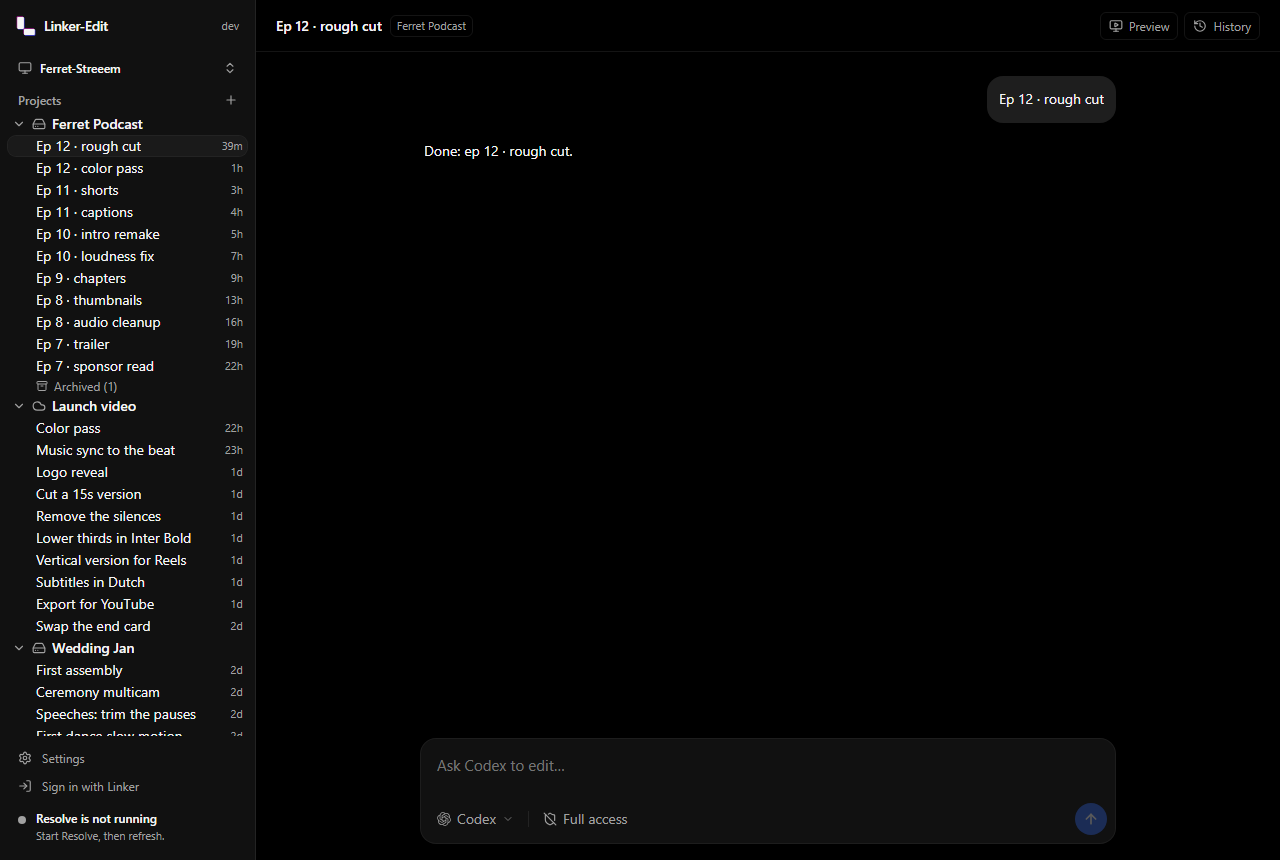 Linker-Edit
dev
Ferret-Streeem
Projects
Ferret Podcast
Ep 12 · rough cut 39m
Ep 12 · color pass 1h
Ep 11 · shorts 3h
Ep 11 · captions 4h
Ep 10 · intro remake 5h
Ep 10 · loudness fix 7h
Ep 9 · chapters 9h
Ep 8 · thumbnails 13h
Ep 8 · audio cleanup 16h
Ep 7 · trailer 19h
Ep 7 · sponsor read 22h
Archived (1)
Launch video
Color pass 22h
Music sync to the beat 23h
Logo reveal 1d
Cut a 15s version 1d
Remove the silences 1d
Lower thirds in Inter Bold 1d
Vertical version for Reels 1d
Subtitles in Dutch 1d
Export for YouTube 1d
Swap the end card 2d
Wedding Jan
First assembly 2d
Ceremony multicam 2d
Speeches: trim the pauses 2d
First dance slow motion 2d
Settings
Sign in with Linker
Resolve is not running
Start Resolve, then refresh.
Ep 12 · rough cut Ferret Podcast
Preview History
Ep 12 · rough cut
Done: ep 12 · rough cut.
Ask Codex to edit...
Codex Full access